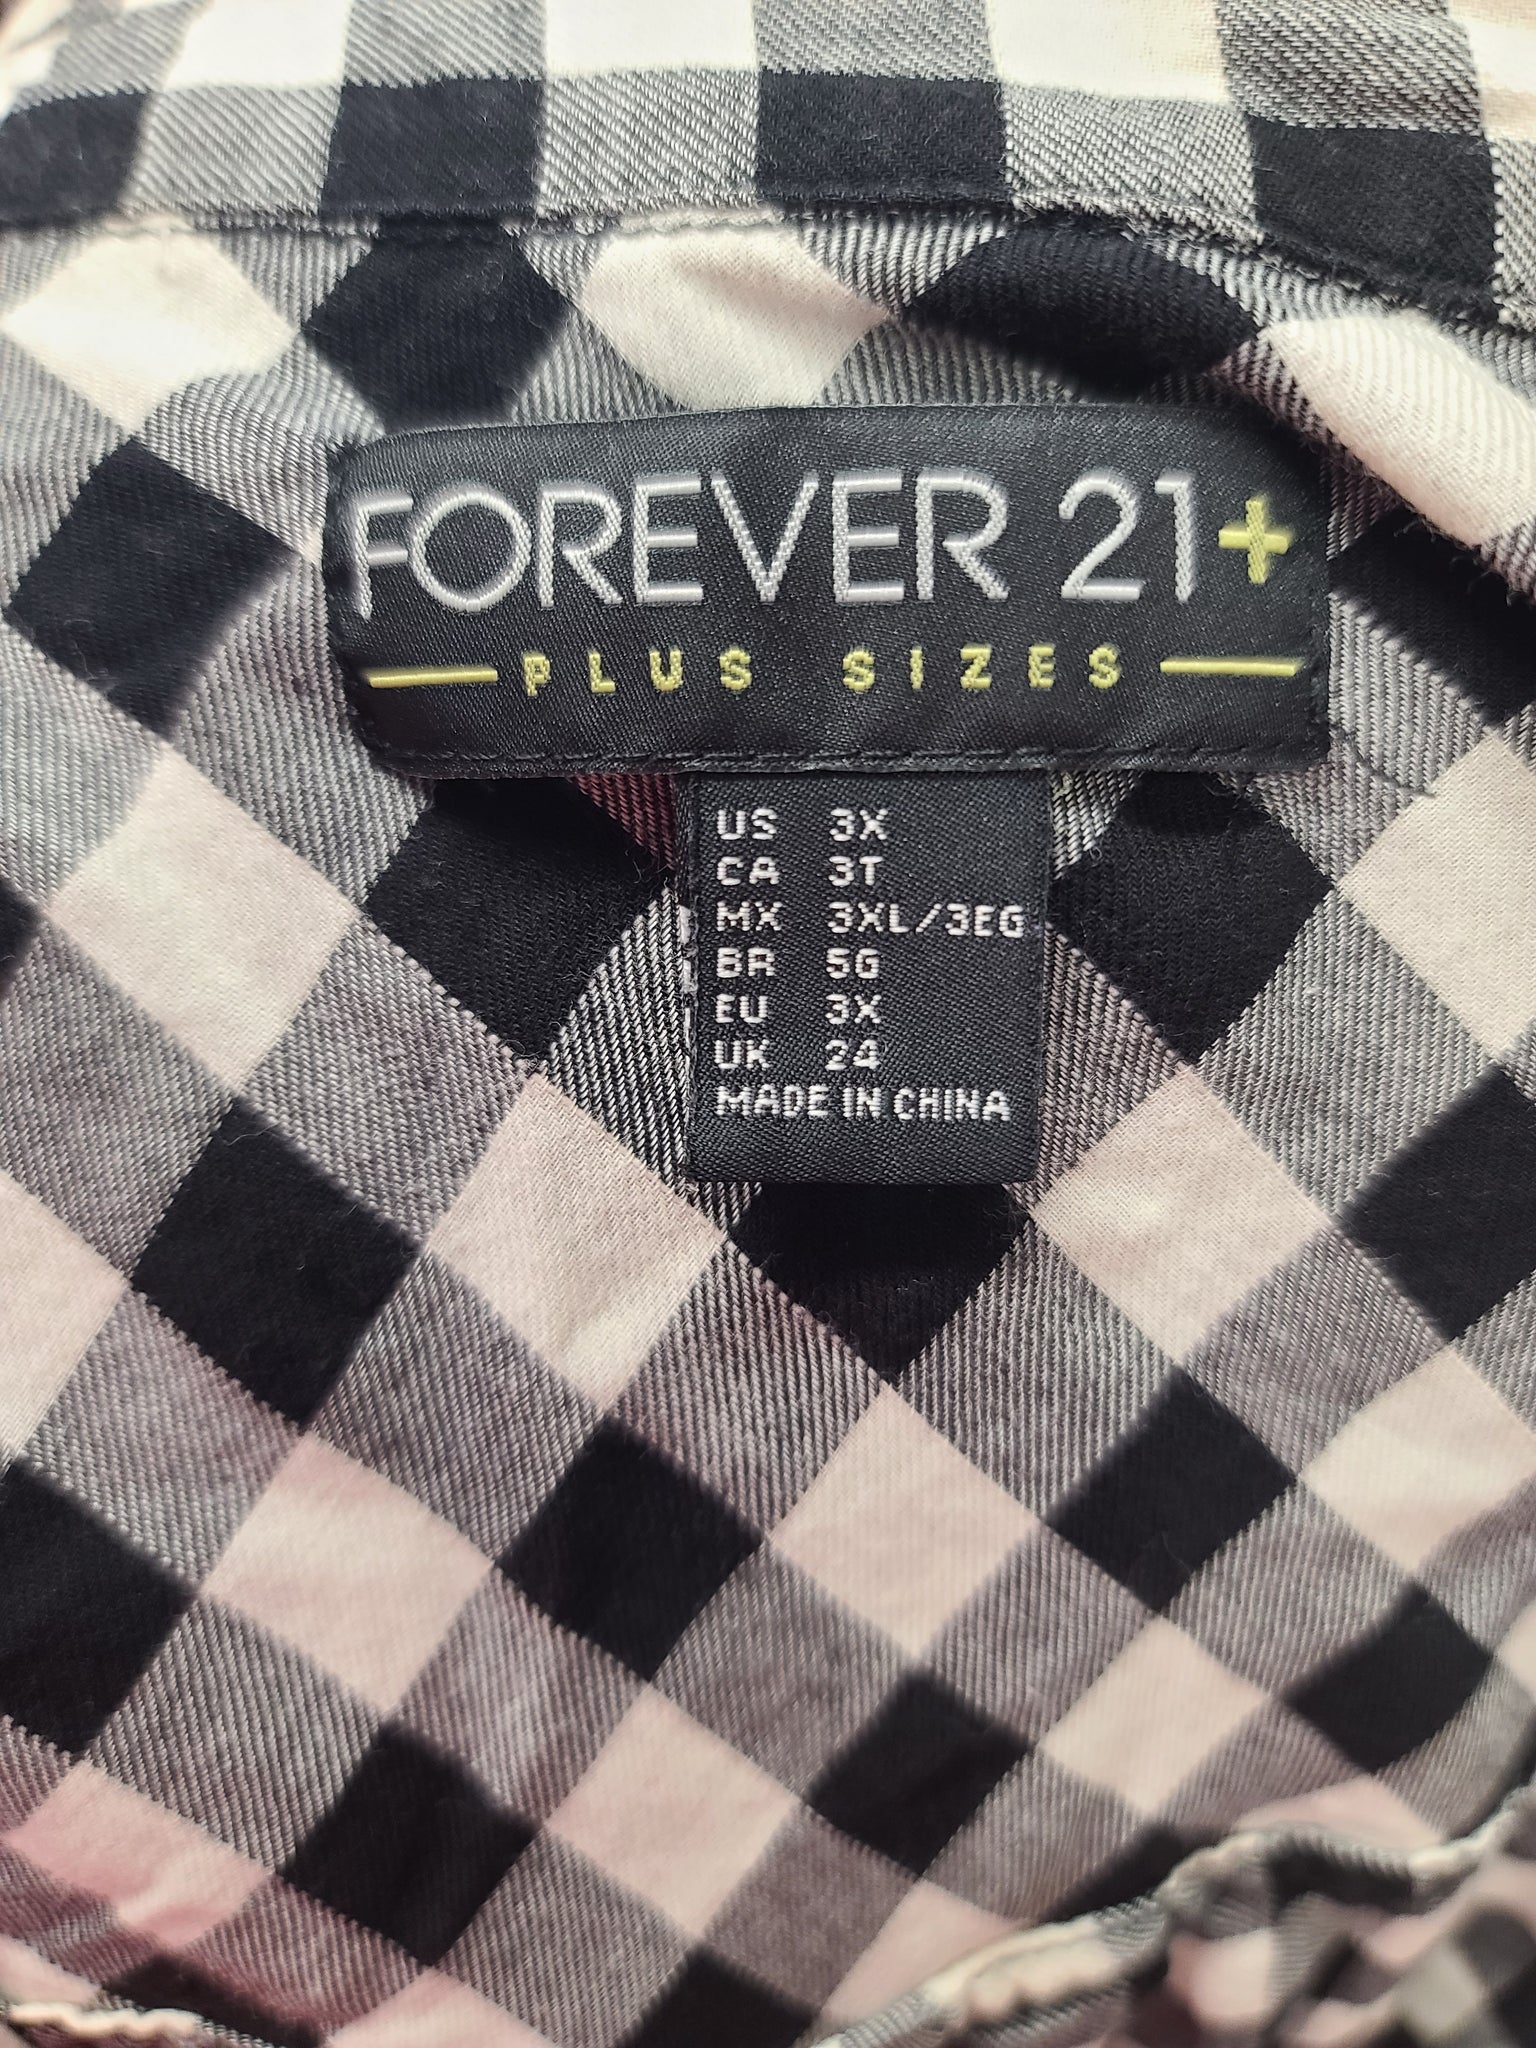 FOREVER 21+
PLUS SIZES
US 3X
CA 3T
MX 3XL/3EG
BR 5G
EU 3X
UK 24
MADE IN CHINA